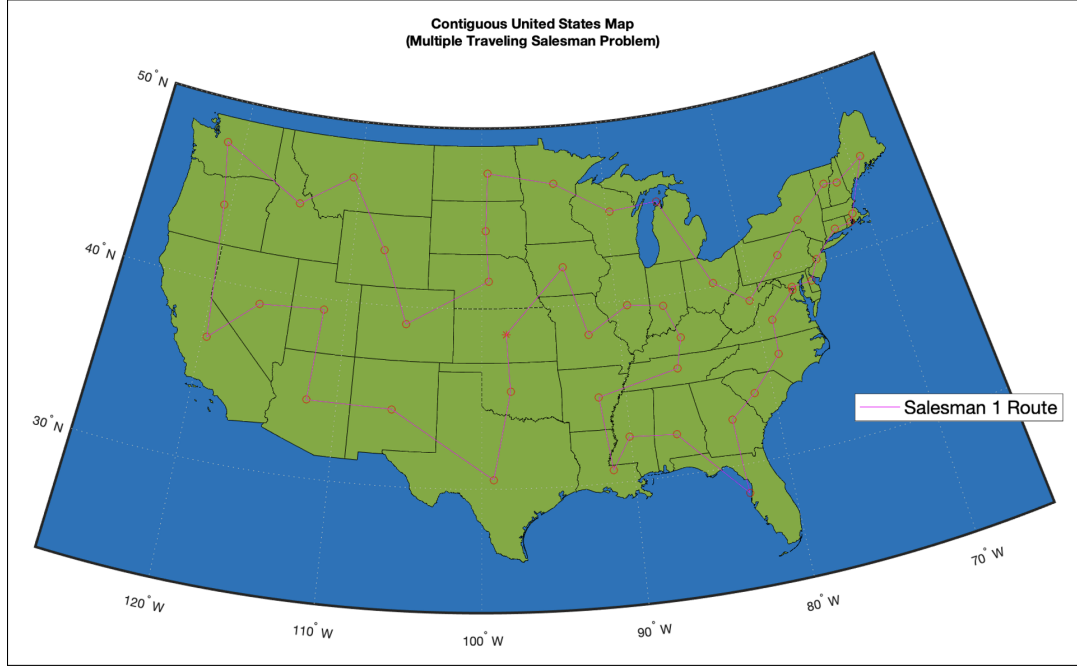 Contiguous United States Map
(Multiple Traveling Salesman Problem)
50° N
40° N
30° N
Salesman 1 Route
120° W
110° W
100° W
90° W
80° W
70° W